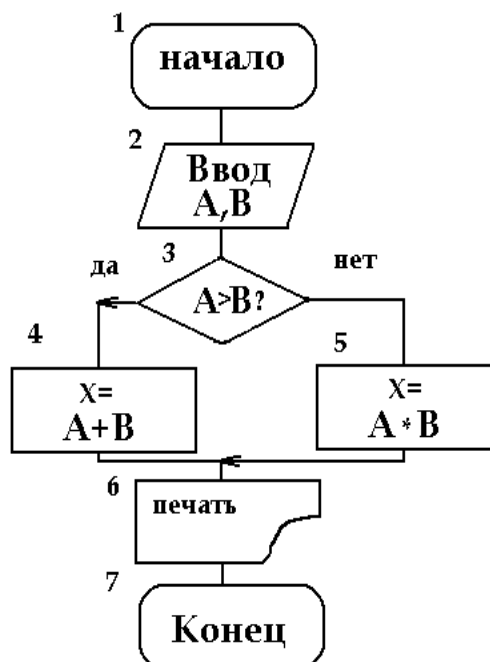 1
начало
2
Ввод
А,В
3
да
нет
А>В?
4
5
X=
А+В
X=
А * В
6
печать
7
Конец